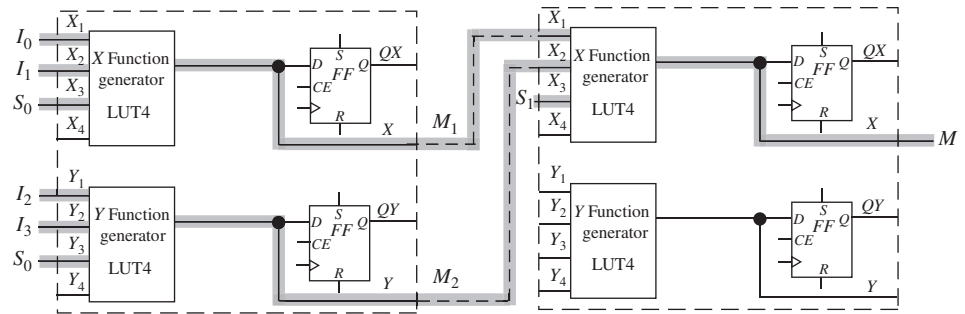 I0
I1
S0
X1
X2
X3
X4
X Function
generator
LUT4
D
S
FF
Q
CE
R
QX
X
M1
I2
I3
S0
Y1
Y2
Y3
Y4
Y Function
generator
LUT4
D
S
FF
Q
CE
R
QY
Y
M2
X1
X2
X3
S1
X4
X Function
generator
LUT4
D
S
FF
Q
CE
R
QX
X
M
Y1
Y2
Y3
Y4
Y Function
generator
LUT4
D
S
FF
Q
CE
R
QY
Y